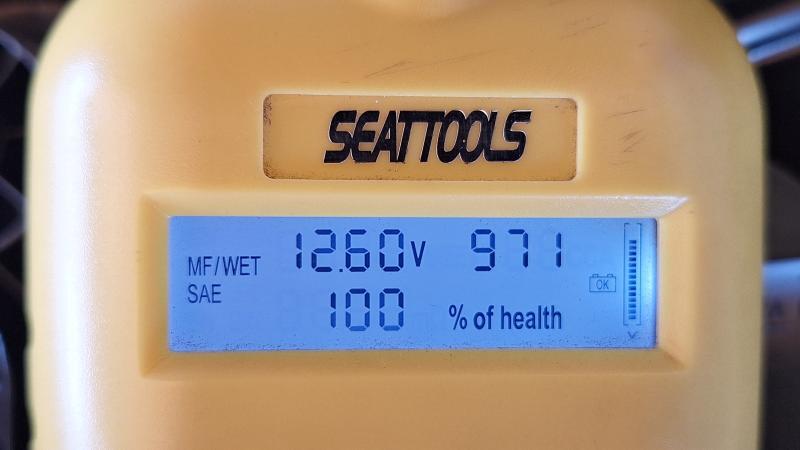 SEATTOOLS
MF/WET 12.60V 971
SAE 100 % of health
OK